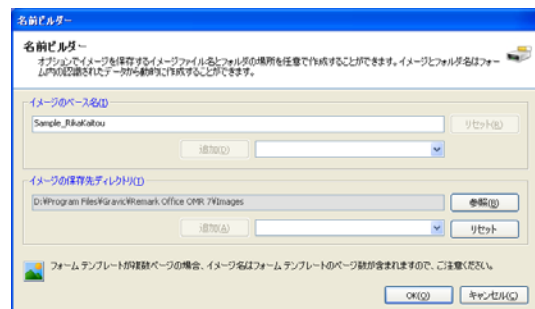 名前ビルダー
名前ビルダー
オプションでイメージを保存するイメージファイル名とフォルダの場所を任意で作成することができます。イメージとフォルダ名はフォー
ム内の認識されたデータから動的に作成することができます。
イメージのベース名(I)
Sample_RikaKaitou
リセット(R)
追加(D)
イメージの保存先ディレクトリ(T)
D:¥Program Files¥Gravic¥Remark Office OMR 7¥Images
参照(B)
追加(A)
リセット
フォーム テンプレートが複数ページの場合、イメージ名はフォーム テンプレートのページ数が含まれますので、ご注意ください。
OK(O)
キャンセル(C)